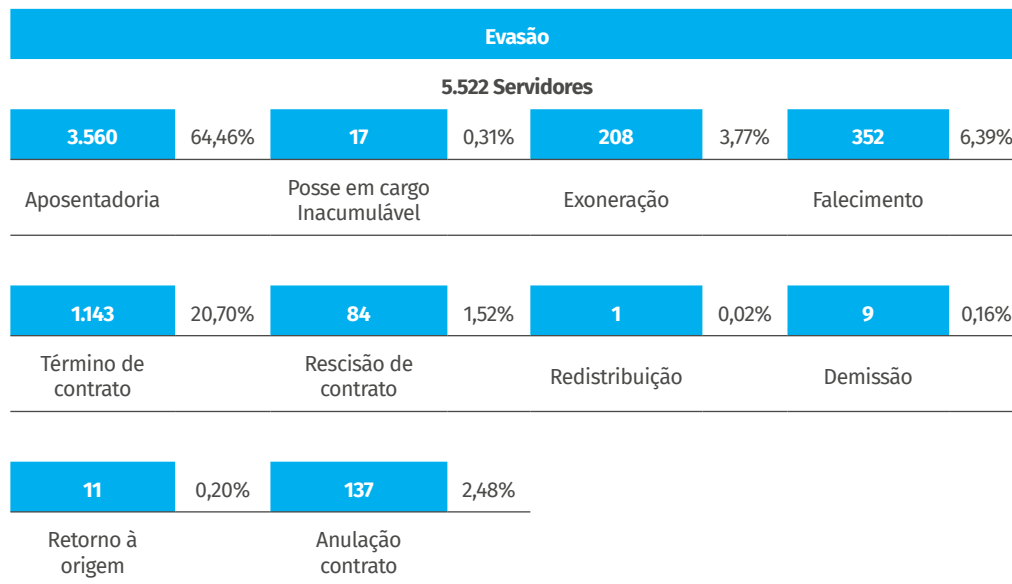 Evasão
5.522 Servidores
3.560 64,46% 17 0,31% 208 3,77% 352 6,39%
Aposentadoria
Posse em cargo
Inacumulável
Exoneração
Falecimento
1.143 20,70% 84 1,52% 1 0,02% 9 0,16%
Término de
contrato
Rescisão de
contrato
Redistribuição
Demissão
11 0,20% 137 2,48%
Retorno à
origem
Anulação
contrato